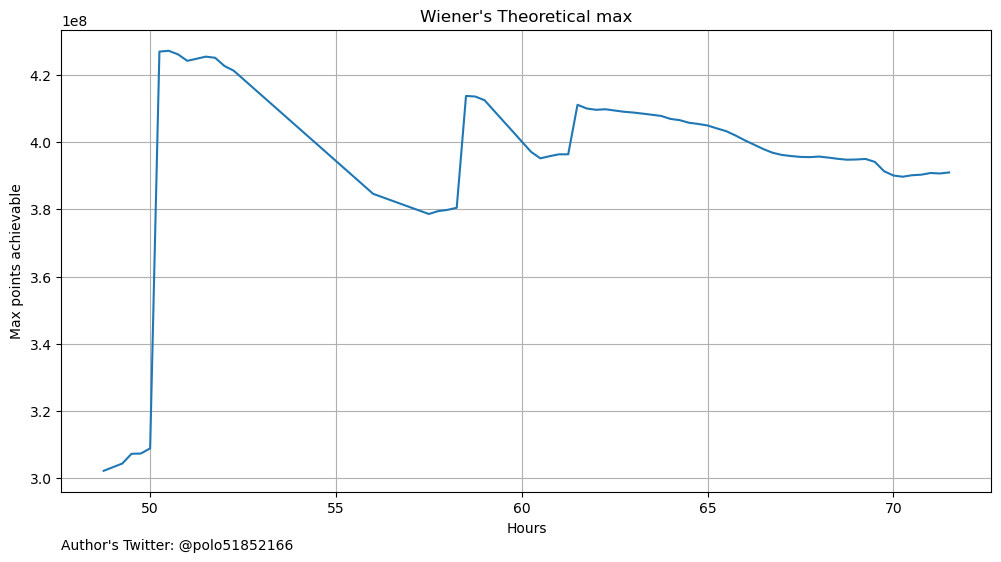 Wiener's Theoretical max
1e8
4.2
4.0
3.8
3.6
3.4
3.2
3.0
Max points achievable
50 55 60 65 70
Hours
Author's Twitter: @polo51852166